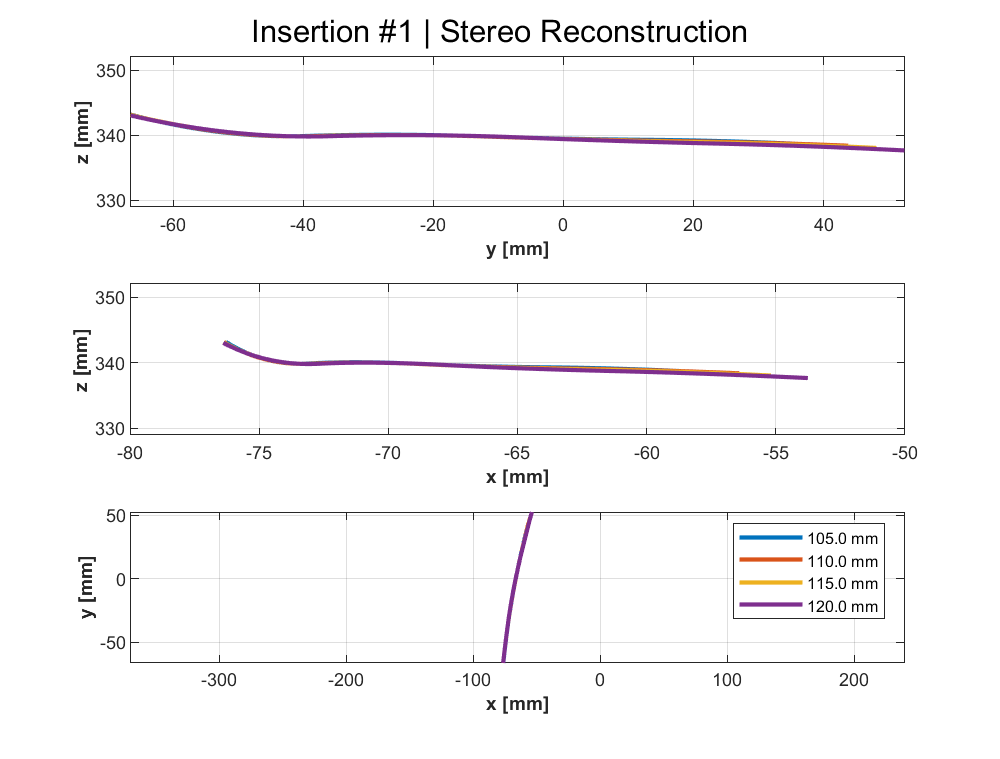 Insertion #1 | Stereo Reconstruction
350
340
330
z [mm]
-60 -40 -20 0 20 40
y [mm]
350
340
330
z [mm]
-80 -75 -70 -65 -60 -55 -50
x [mm]
50
0
-50
y [mm]
105.0 mm
110.0 mm
115.0 mm
120.0 mm
-300 -200 -100 0 100 200
x [mm]